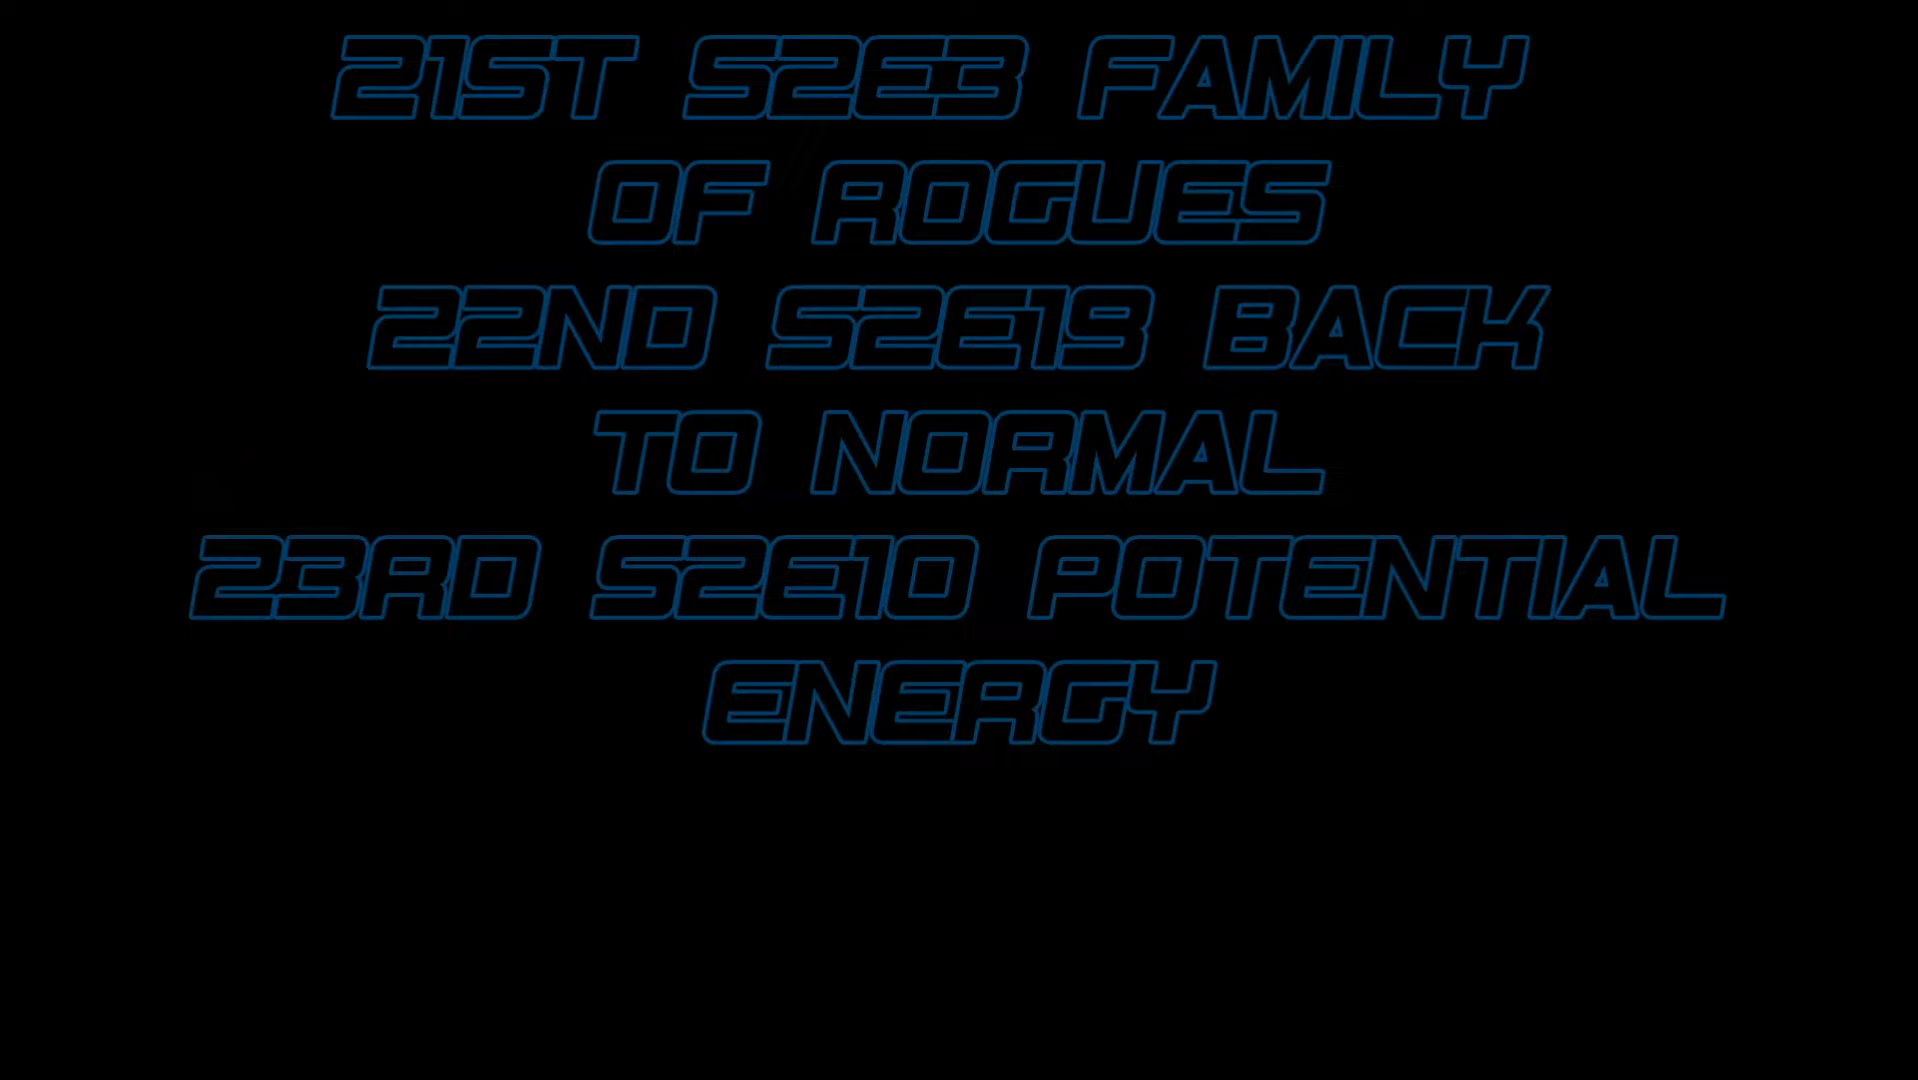 21ST S2E3 FAMILY
OF ROGUES
22ND S2E19 BACK
TO NORMAL
23RD S2E10 POTENTIAL
ENERGY